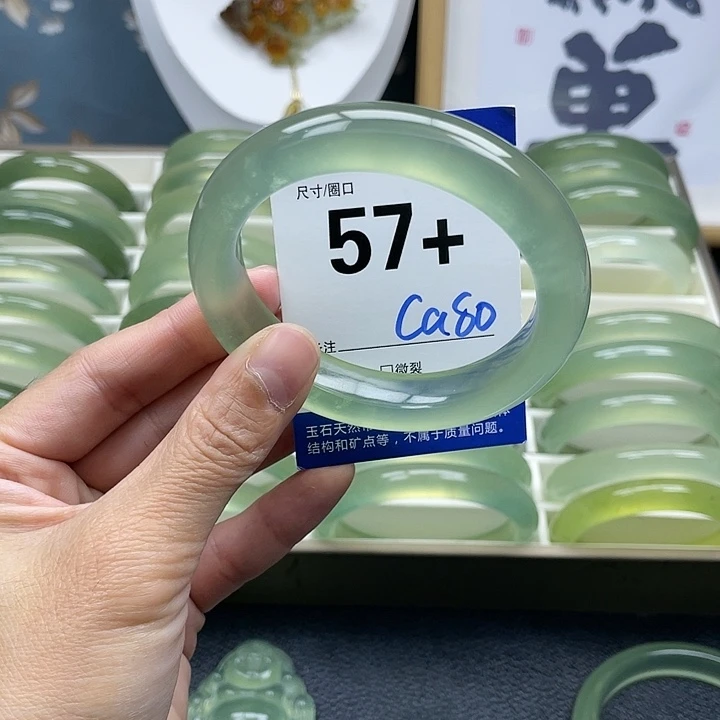 尺寸/圈口
57+
Ca80
注
口微裂
玉石天然
结构和矿点等，不属于质量问题。